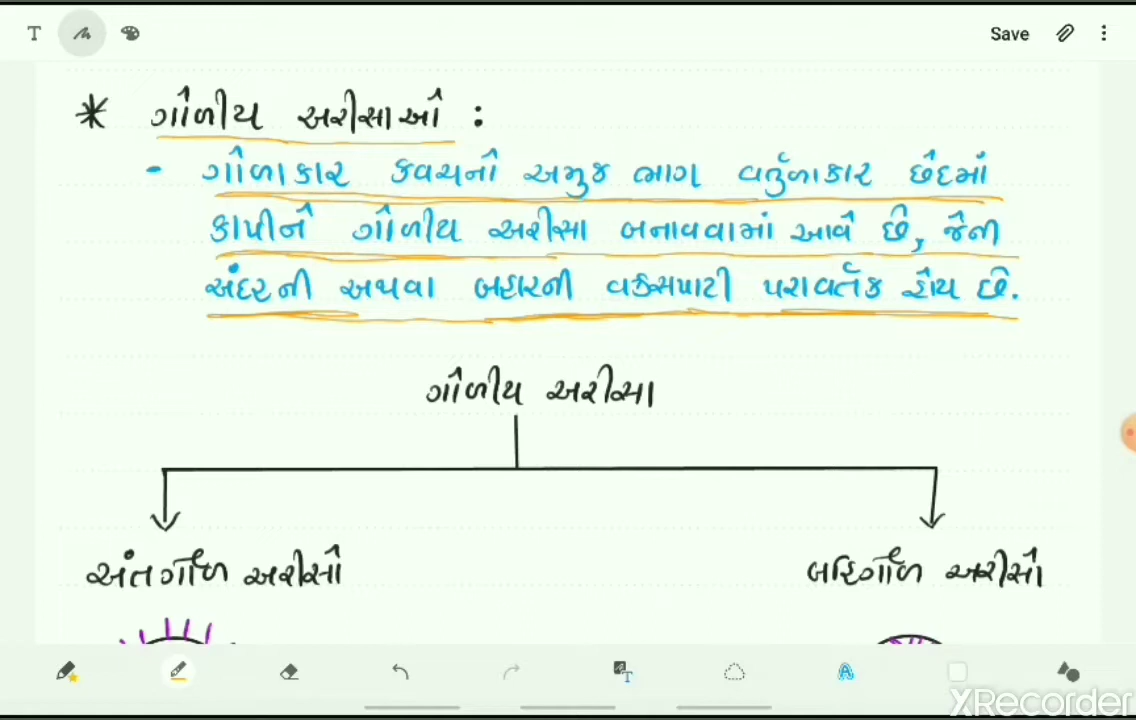 T
Save
* ગોળીય અરીસાઓ :
- ગોળાકાર કવચનો અમુક ભાગ વર્તુળાકાર છેદમાં
કાપીને ગોળીય અરીસા બનાવવામાં આવે છે, જેની
અંદરની અથવા બહારની વક્રસપાટી પરાવર્તક હોય છે.
ગોળીય અરીસા
અંતર્ગોળ અરીસો
બહિર્ગોળ અરીસો
XRecorder